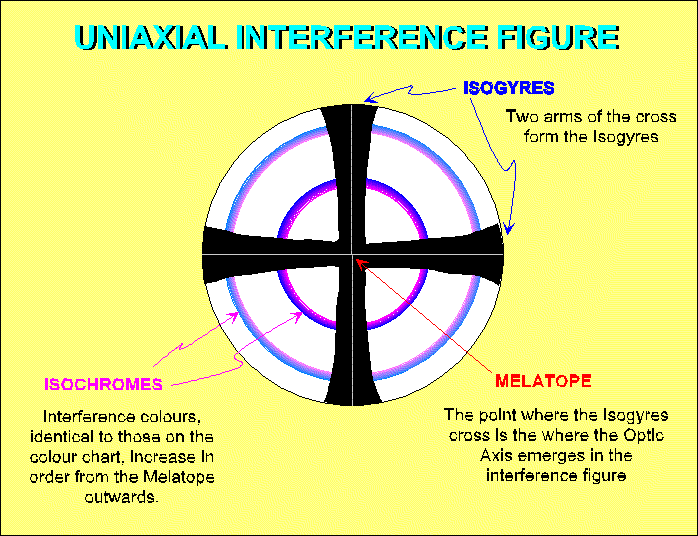 UNIAXIAL INTERFERENCE FIGURE
ISOGYRES
Two arms of the cross
form the Isogyres
ISOCHROMES
Interference colours,
identical to those on the
colour chart, Increase In
order from the Melatope
outwards.
MELATOPE
The point where the Isogyres
cross Is the where the Optic
Axis emerges in the
interference figure